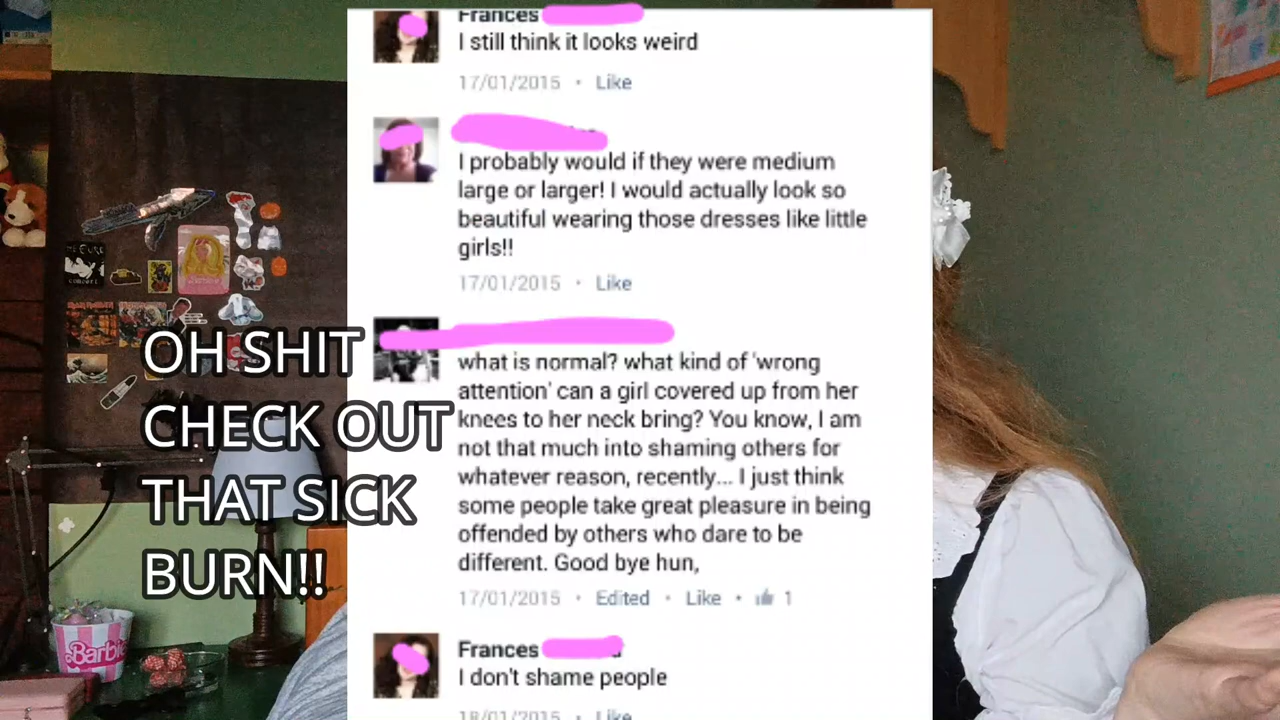 Frances
I still think it looks weird
17/01/2015 • Like
I probably would if they were medium
large or larger! I would actually look so
beautiful wearing those dresses like little
girls!!
17/01/2015 • Like
what is normal? what kind of 'wrong
attention' can a girl covered up from her
knees to her neck bring? You know, I am
not that much into shaming others for
whatever reason, recently... I just think
some people take great pleasure in being
offended by others who dare to be
different. Good bye hun,
17/01/2015 • Edited • Like • 1
Frances
I don't shame people
18/01/2015 • Like
OH SHIT
CHECK OUT
THAT SICK
BURN!!
Barbie